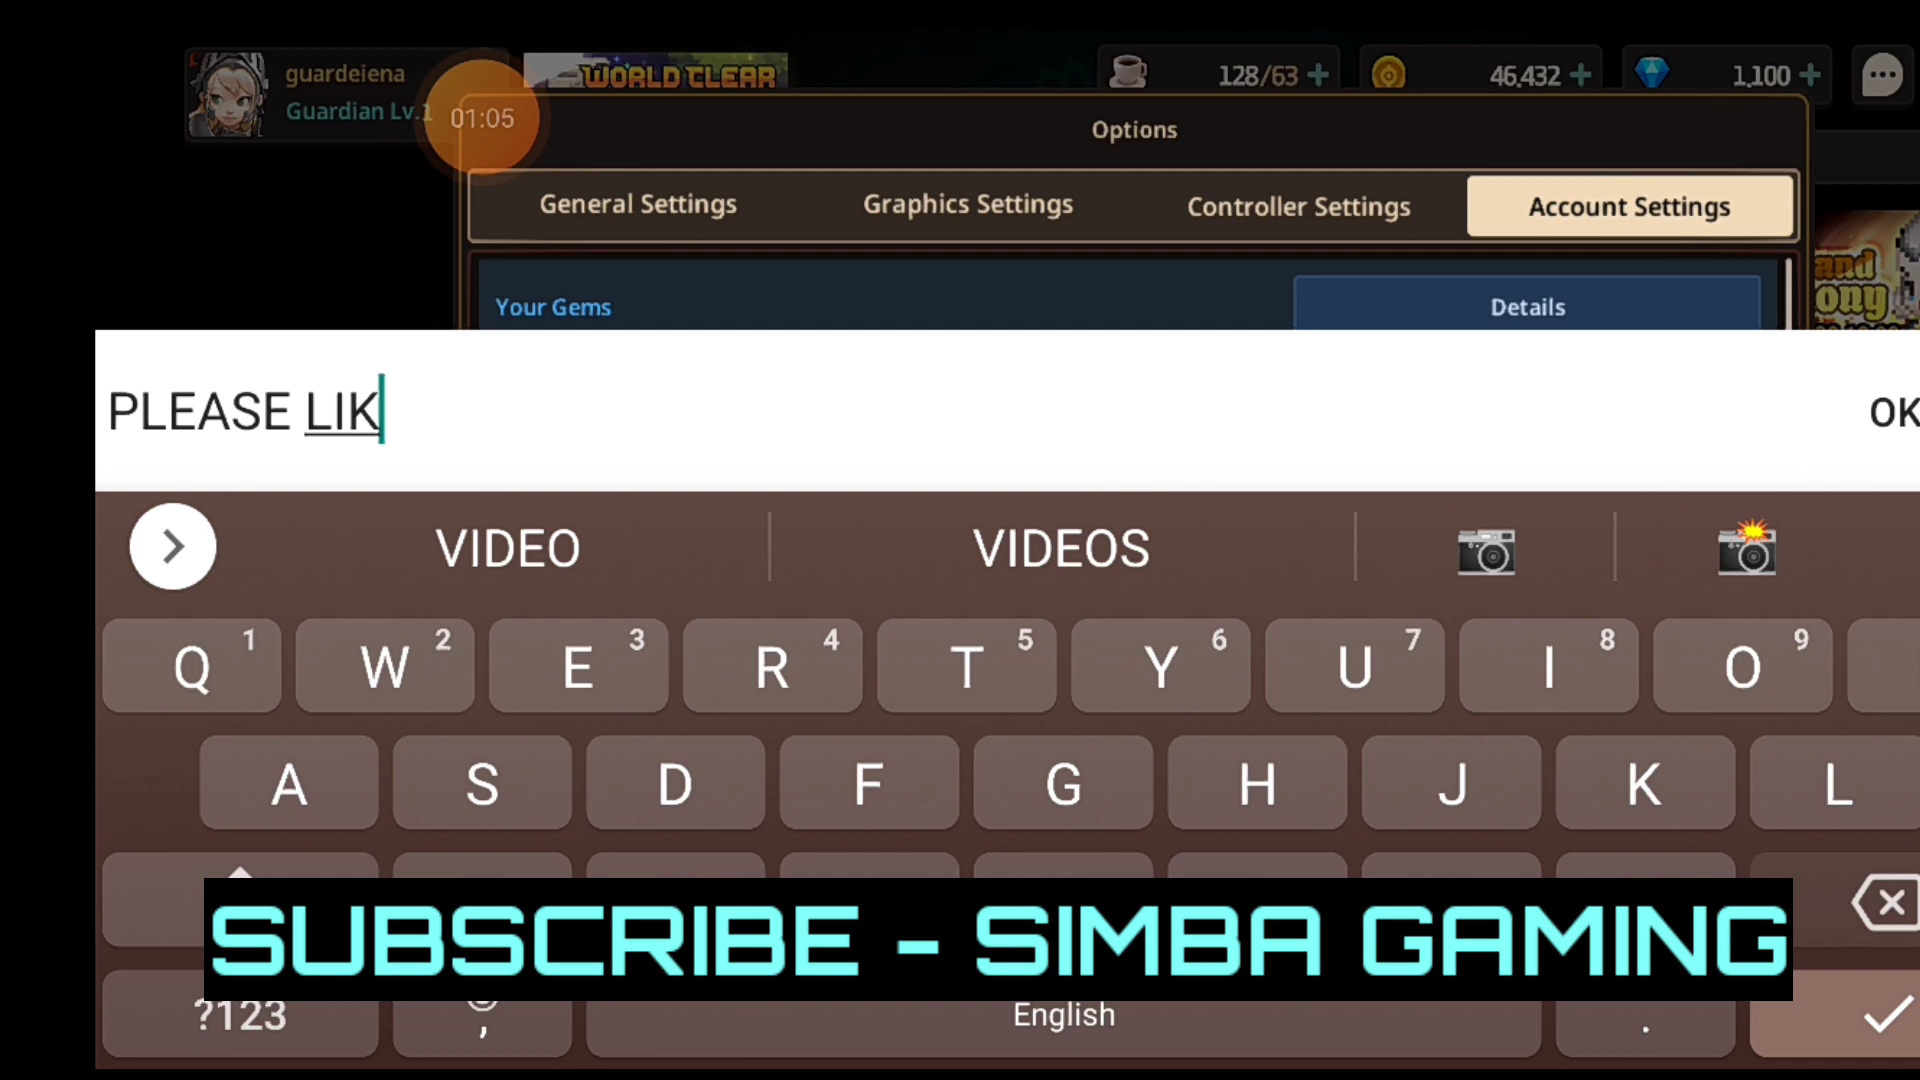 guardeiena
WORLD CLEAR
128/63
46,432
1,100
Guardian Lv.1
01:05
Options
General Settings
Graphics Settings
Controller Settings
Account Settings
and
ony
Your Gems
Details
PLEASE LIK
OK
VIDEO
VIDEOS
Q 1 W 2 E 3 R 4 T 5 Y 6 U 7 I 8 O 9
A S D F G H J K L
SUBSCRIBE - SIMBA GAMING
?123
,
English
.